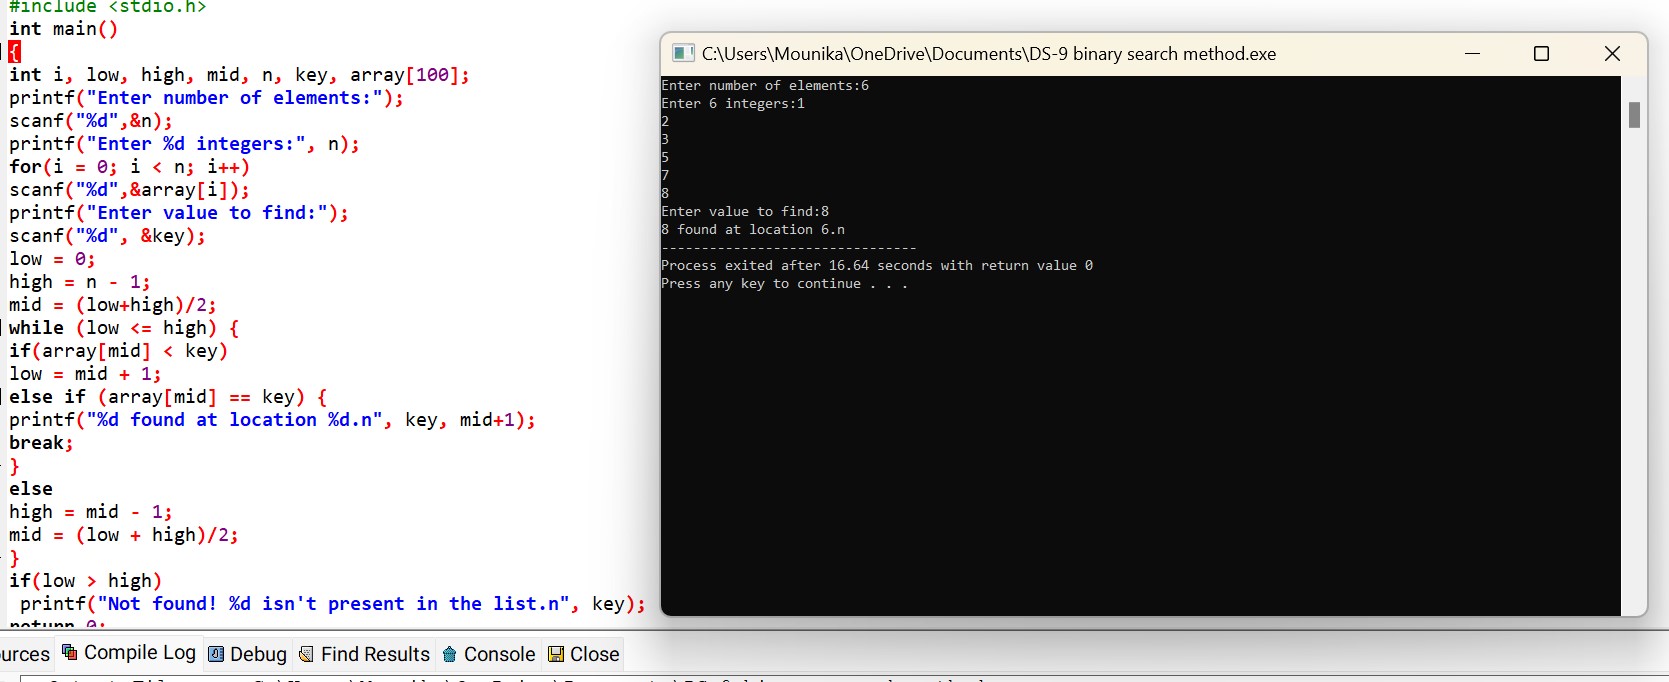 #include <stdio.h>
int main()
{
int i, low, high, mid, n, key, array[100];
printf("Enter number of elements:");
scanf("%d",&n);
printf("Enter %d integers:", n);
for(i = 0; i < n; i++)
scanf("%d",&array[i]);
printf("Enter value to find:");
scanf("%d", &key);
low = 0;
high = n - 1;
mid = (low+high)/2;
while (low <= high) {
if(array[mid] < key)
low = mid + 1;
else if (array[mid] == key) {
printf("%d found at location %d.n", key, mid+1);
break;
}
else
high = mid - 1;
mid = (low + high)/2;
}
if(low > high)
printf("Not found! %d isn't present in the list.n", key);
return 0;
C:\Users\Mounika\OneDrive\Documents\DS-9 binary search method.exe
Enter number of elements:6
Enter 6 integers:1
2
3
5
7
8
Enter value to find:8
8 found at location 6.n
--------------------------------
Process exited after 16.64 seconds with return value 0
Press any key to continue . . .
ources Compile Log Debug Find Results Console Close